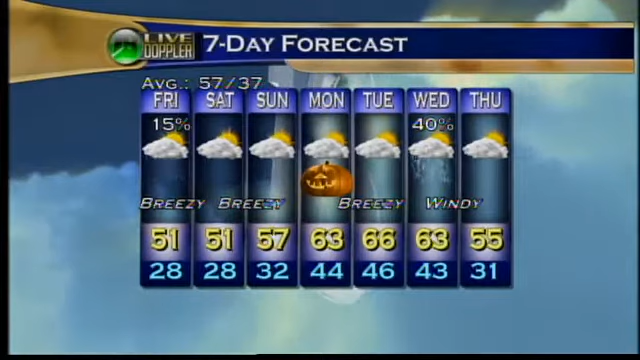 LIVE
DOPPLER
7-DAY FORECAST
AVG.: 57/37
FRI SAT SUN MON TUE WED THU
15% 40%
BREEZY BREEZY BREEZY WINDY
51 51 57 63 66 63 55
28 28 32 44 46 43 31